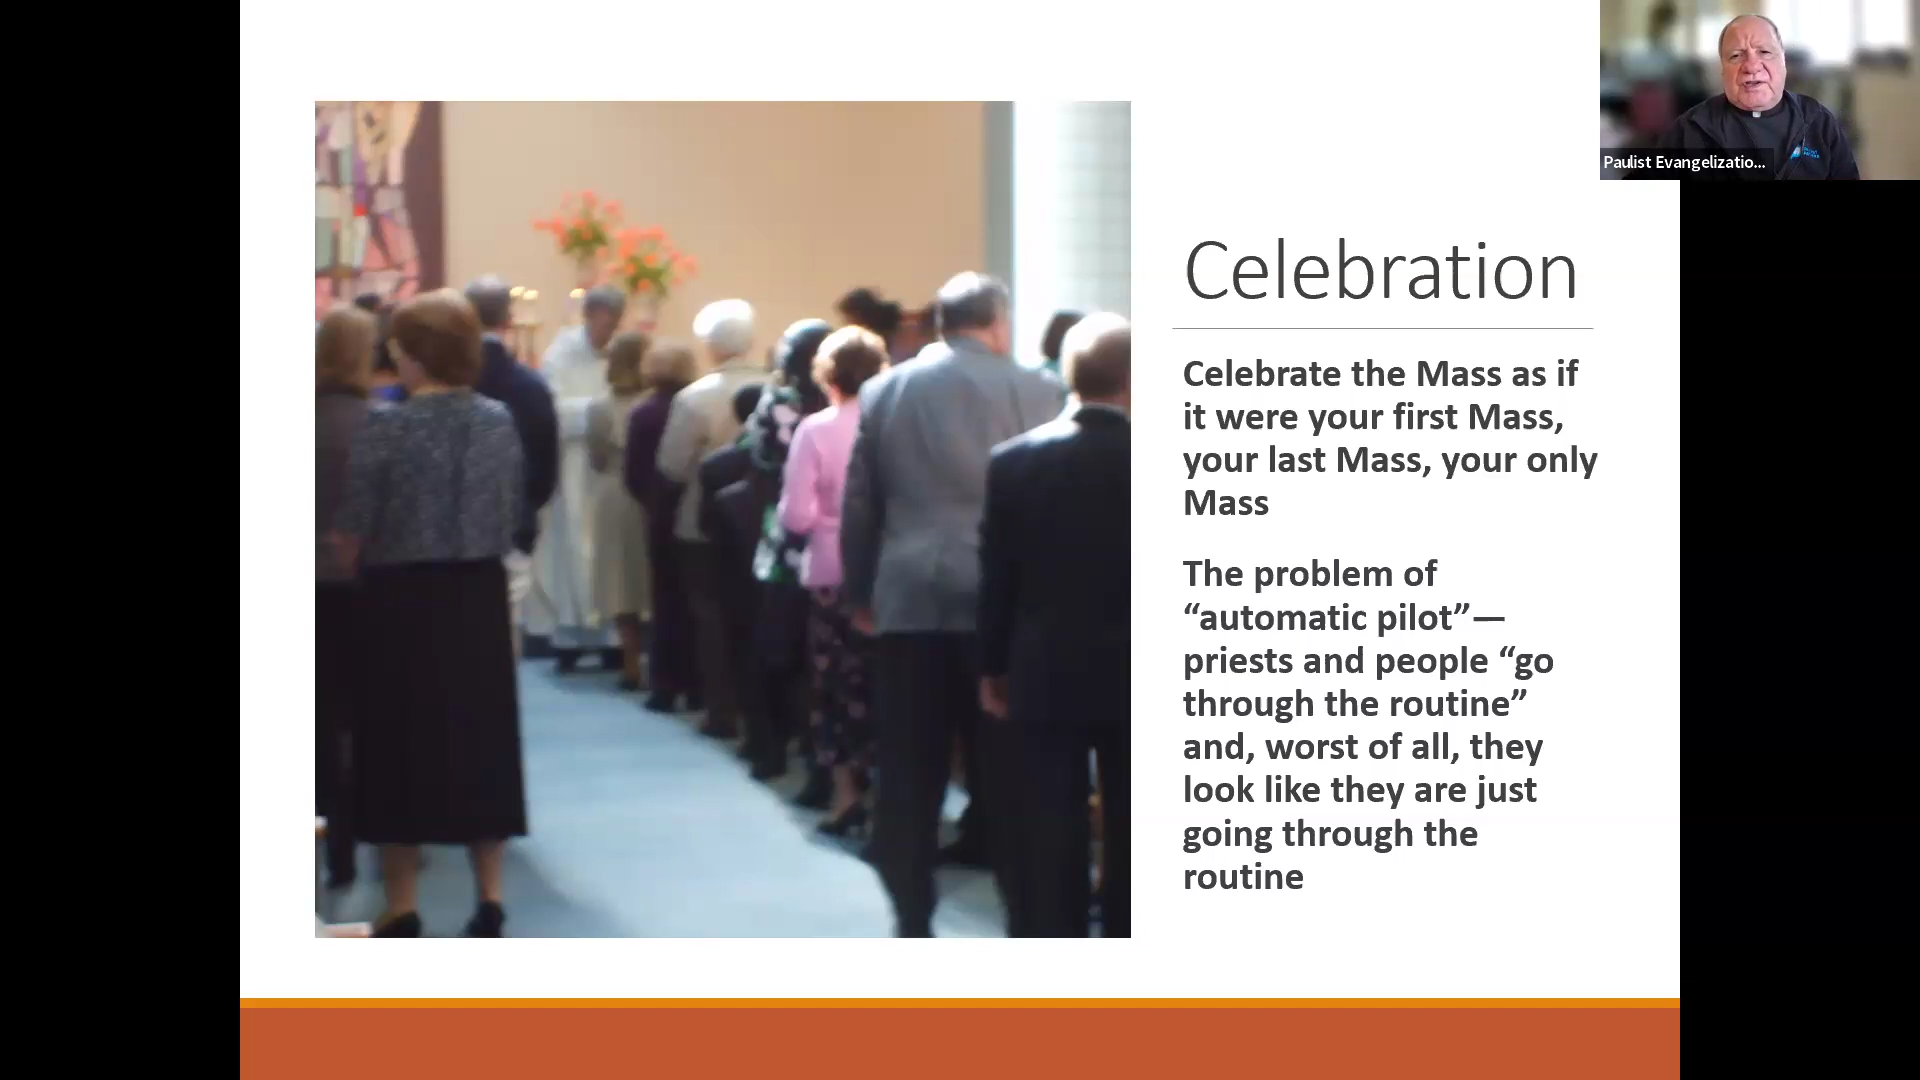 Celebration
Celebrate the Mass as if
it were your first Mass,
your last Mass, your only
Mass
The problem of
“automatic pilot”—
priests and people “go
through the routine”
and, worst of all, they
look like they are just
going through the
routine
Paulist Evangelizatio...